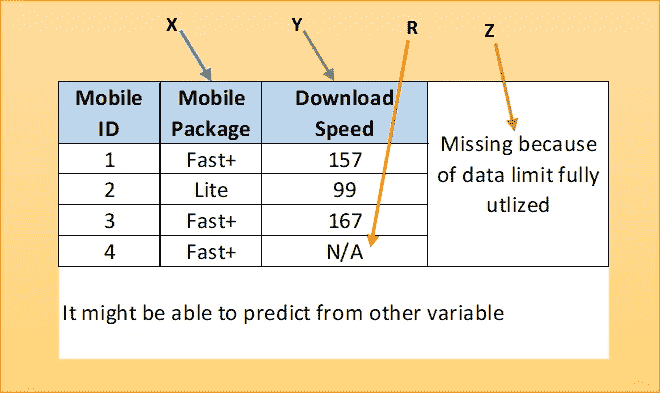 X Y R Z
Mobile ID Mobile Package Download Speed
Missing because of data limit fully utlized
1 Fast+ 157
2 Lite 99
3 Fast+ 167
4 Fast+ N/A
It might be able to predict from other variable